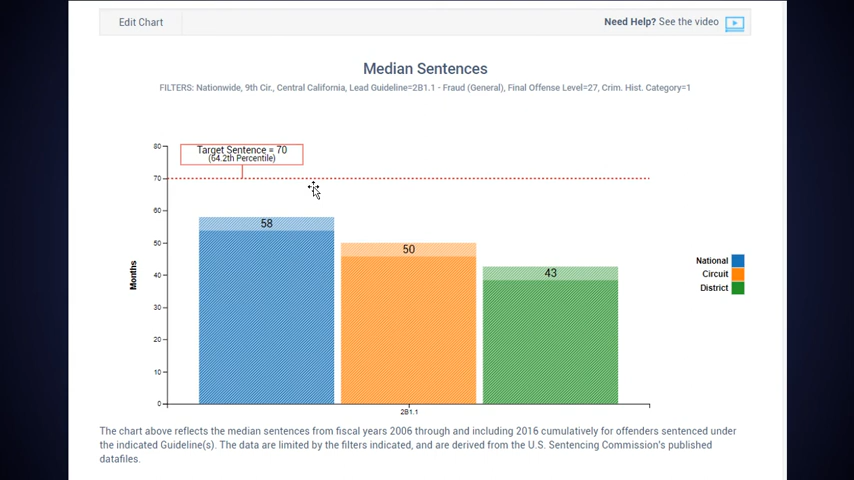 Edit Chart
Need Help? See the video
Median Sentences
FILTERS: Nationwide, 9th Cir., Central California, Lead Guideline=2B1.1 - Fraud (General), Final Offense Level=27, Crim. Hist. Category=1
Target Sentence = 70
(64.2th Percentile)
80
70
60
50
40
30
20
10
0
Months
58
50
43
2B1.1
National
Circuit
District
The chart above reflects the median sentences from fiscal years 2006 through and including 2016 cumulatively for offenders sentenced under
the indicated Guideline(s). The data are limited by the filters indicated, and are derived from the U.S. Sentencing Commission's published
datafiles.